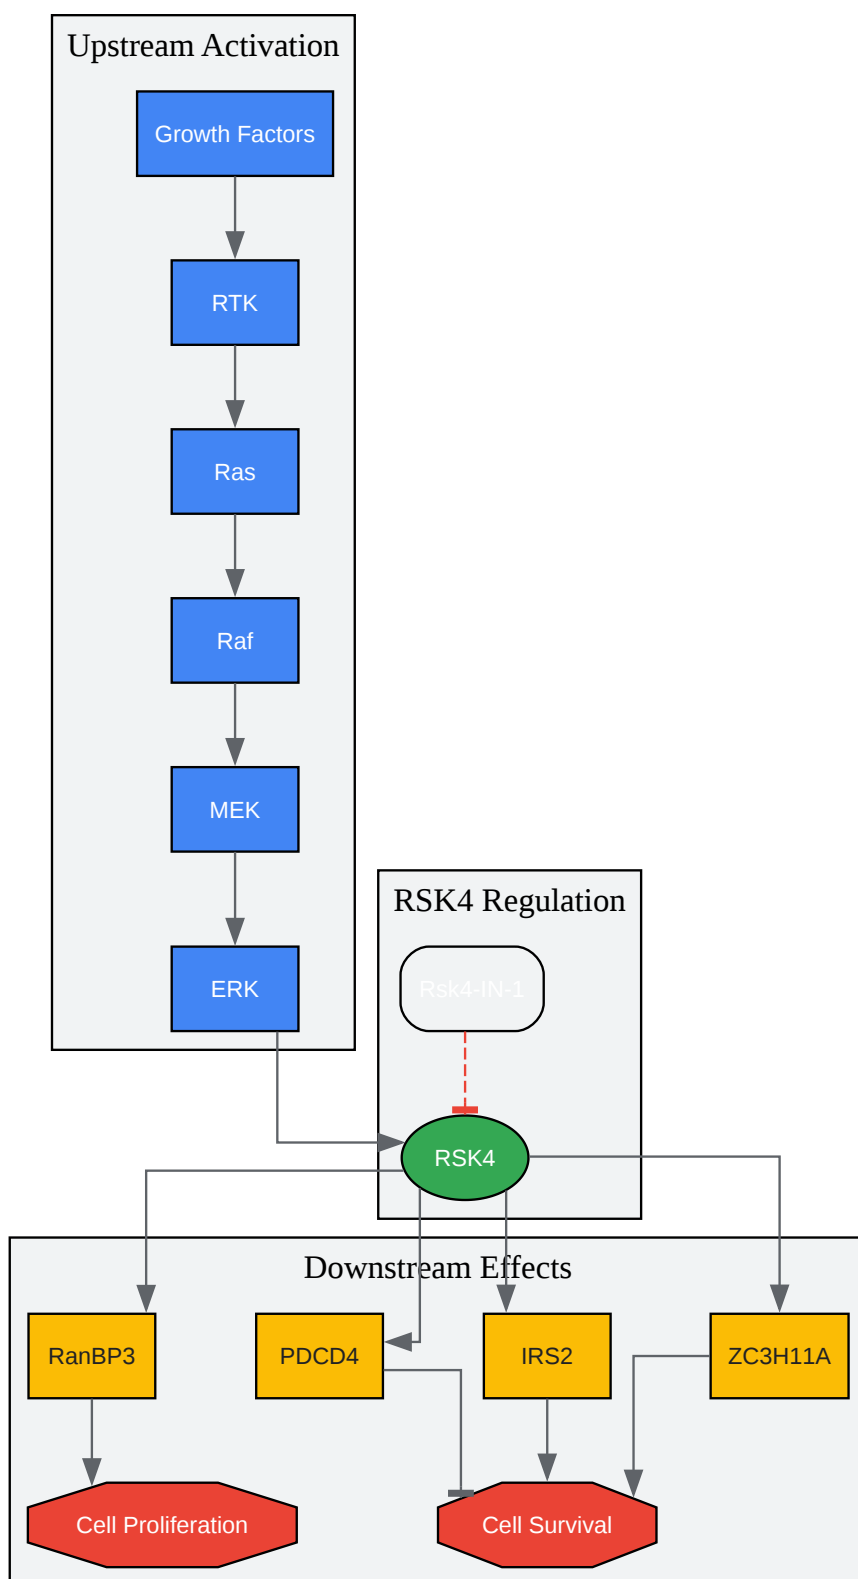 Upstream Activation
Growth Factors
RTK
Ras
Raf
MEK
ERK
RSK4 Regulation
Rsk4-IN-1
RSK4
Downstream Effects
RanBP3
PDCD4
IRS2
ZC3H11A
Cell Proliferation
Cell Survival